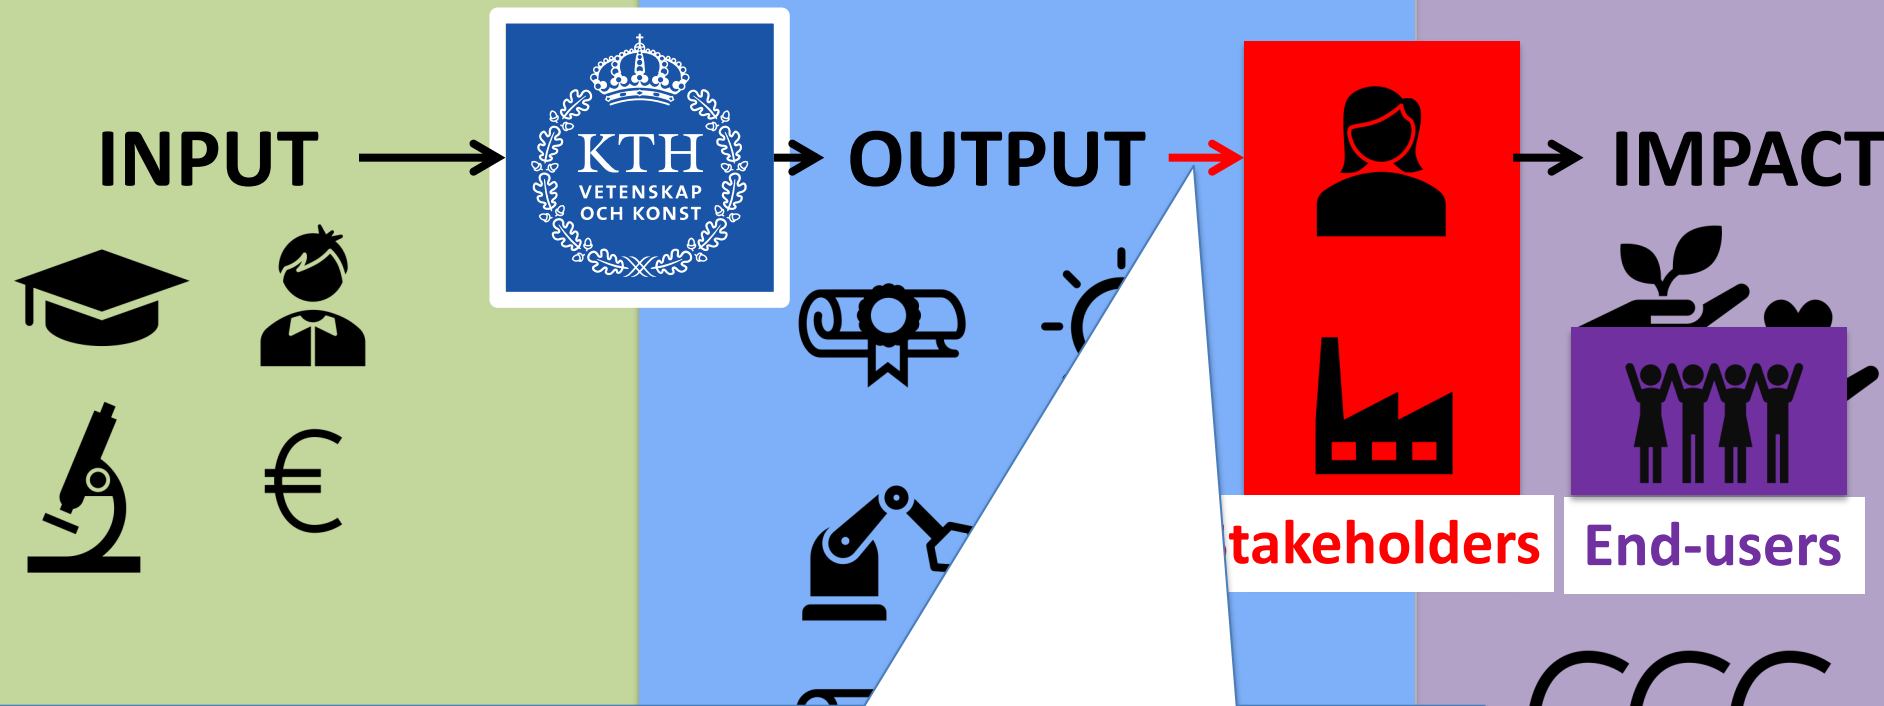 INPUT
KTH
VETENSKAP
OCH KONST
OUTPUT
IMPACT
€
takeholders
End-users